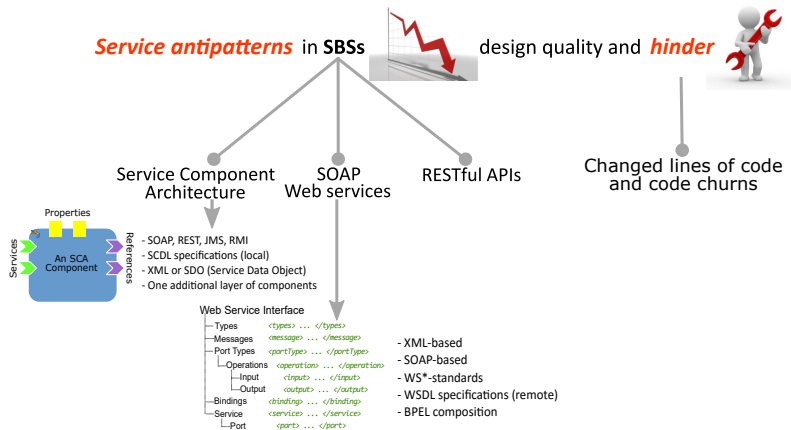 Service antipatterns in SBSs design quality and hinder
Service Component
Architecture
SOAP
Web services
RESTful APIs
Changed lines of code
and code churns
Properties
Services
An SCA
Component
References
- SOAP, REST, JMS, RMI
- SCDL specifications (local)
- XML or SDO (Service Data Object)
- One additional layer of components
Web Service Interface
Types <types> ... </types>
Messages <message> ... </message>
Port Types <portType> ... </portType>
Operations <operation> ... </operation>
Input <input> ... </input>
Output <output> ... </output>
Bindings <binding> ... </binding>
Service <service> ... </service>
Port <port> ... </port>
- XML-based
- SOAP-based
- WS*-standards
- WSDL specifications (remote)
- BPEL composition